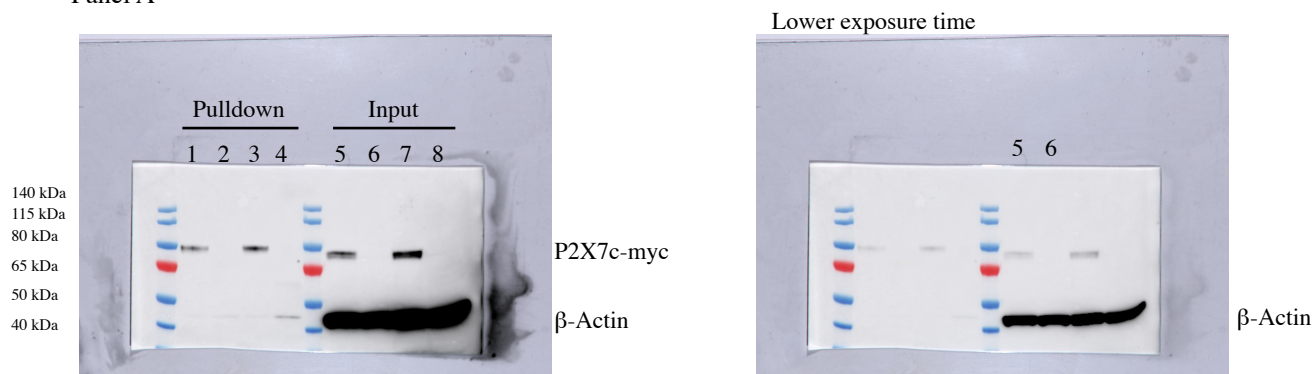 Panel A
Lower exposure time
Pulldown Input
1 2 3 4 5 6 7 8
5 6
140 kDa
115 kDa
80 kDa
65 kDa
50 kDa
40 kDa
P2X7c-myc
β-Actin
β-Actin